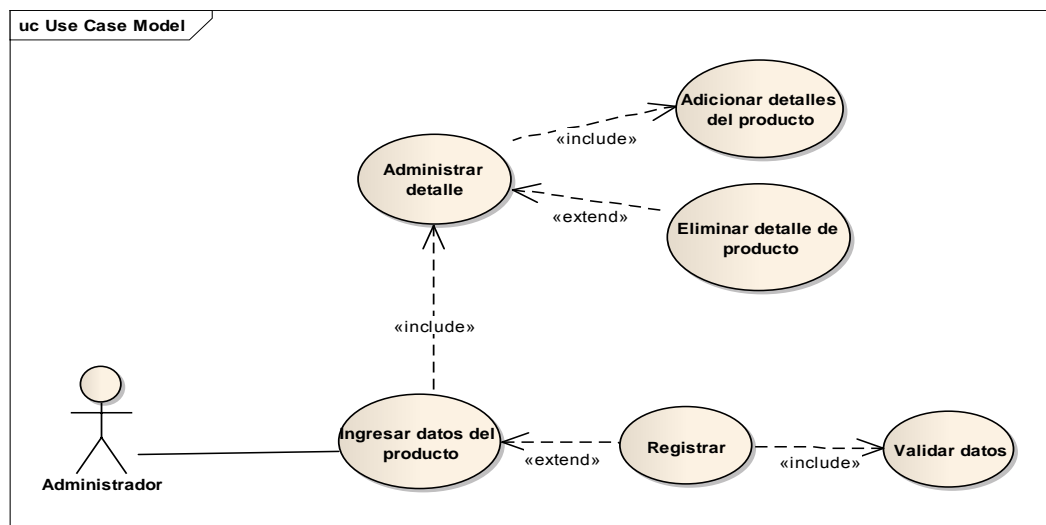 uc Use Case Model
Adicionar detalles
del producto
«include»
Administrar
detalle
«extend»
Eliminar detalle de
producto
«include»
Ingresar datos del
producto
«extend»
Registrar
«include»
Validar datos
Administrador